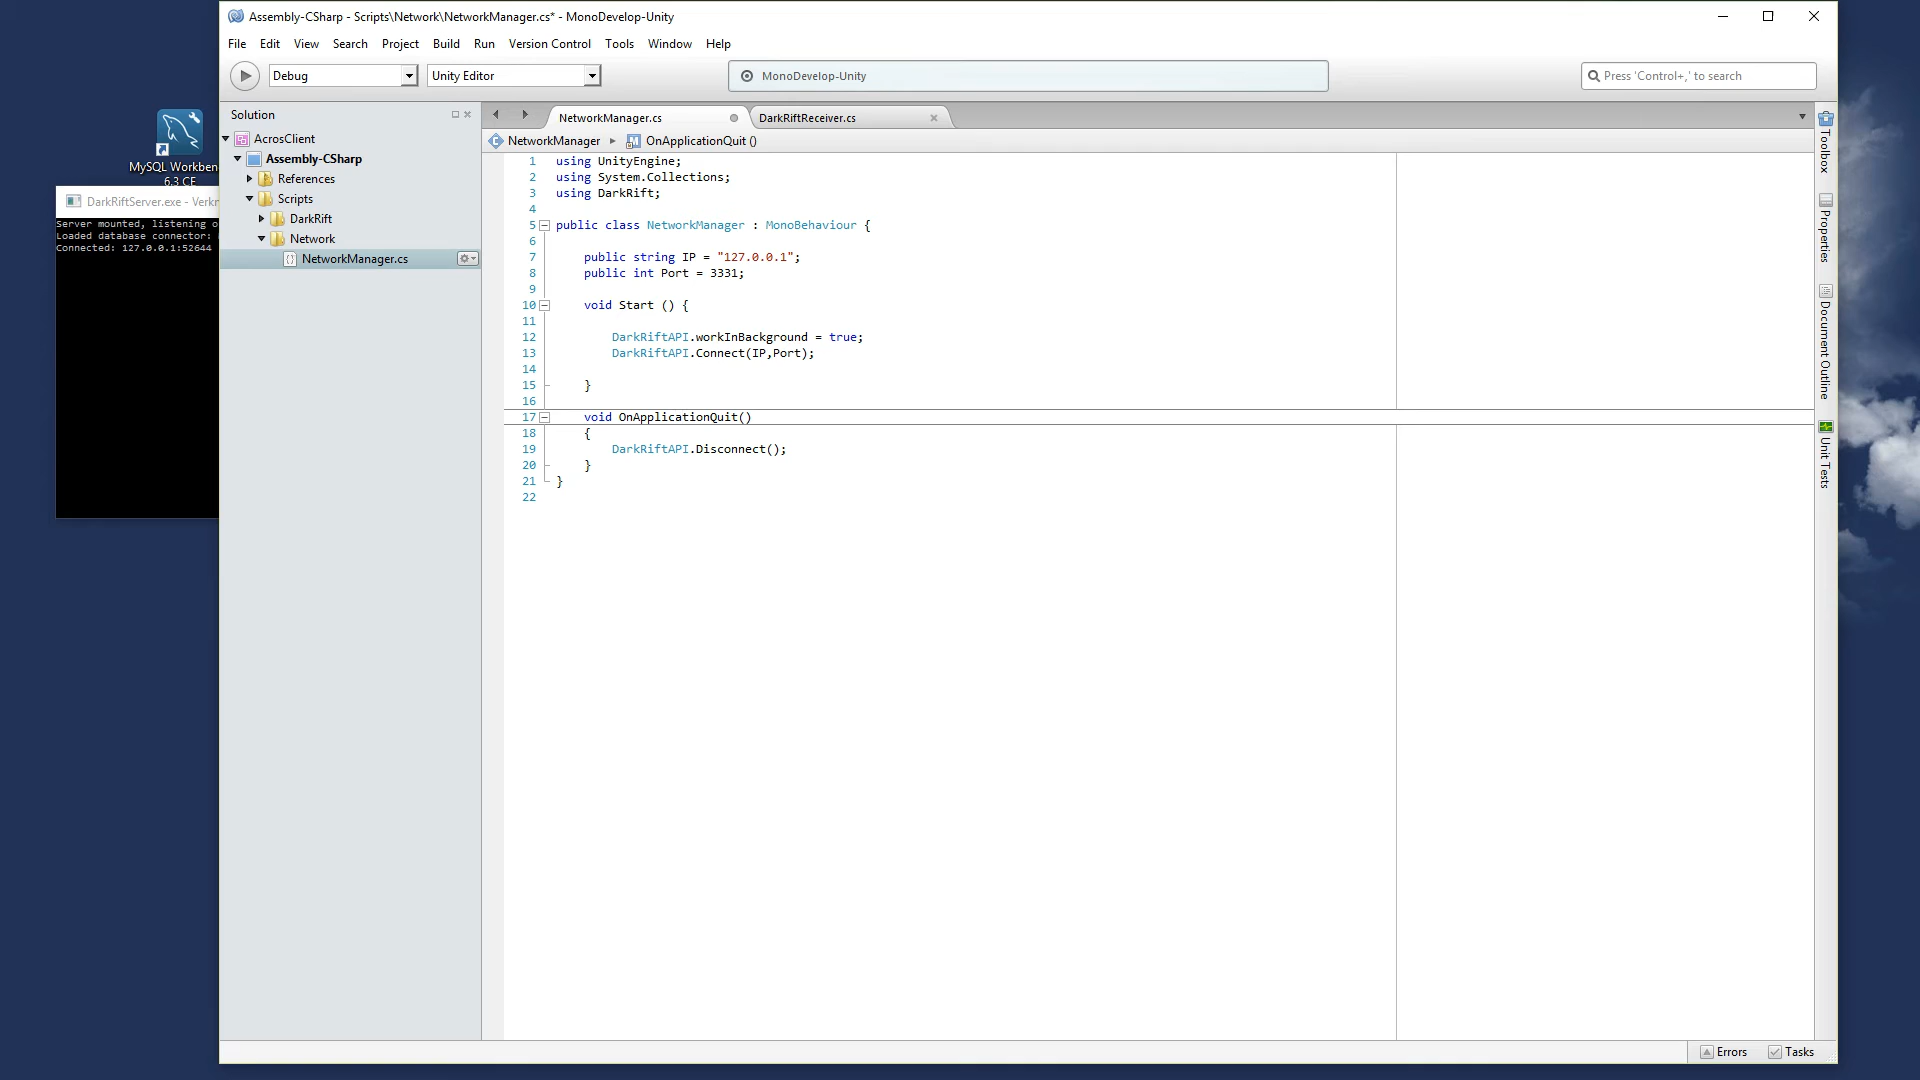 Assembly-CSharp - Scripts\Network\NetworkManager.cs* - MonoDevelop-Unity
File Edit View Search Project Build Run Version Control Tools Window Help
Debug
Unity Editor
MonoDevelop-Unity
Press 'Control+,' to search
MySQL Workben
6.3 CE
DarkRiftServer.exe - Verkn
Server mounted, listening o
Loaded database connector:
Connected: 127.0.0.1:52644
Solution
AcrosClient
Assembly-CSharp
References
Scripts
DarkRift
Network
NetworkManager.cs
NetworkManager.cs
DarkRiftReceiver.cs
NetworkManager
OnApplicationQuit ()
1 using UnityEngine;
2 using System.Collections;
3 using DarkRift;
4
5 public class NetworkManager : MonoBehaviour {
6
7 public string IP = "127.0.0.1";
8 public int Port = 3331;
9
10 void Start () {
11
12 DarkRiftAPI.workInBackground = true;
13 DarkRiftAPI.Connect(IP,Port);
14
15 }
16
17 void OnApplicationQuit()
18 {
19 DarkRiftAPI.Disconnect();
20 }
21 }
22
Toolbox
Properties
Document Outline
Unit Tests
Errors
Tasks